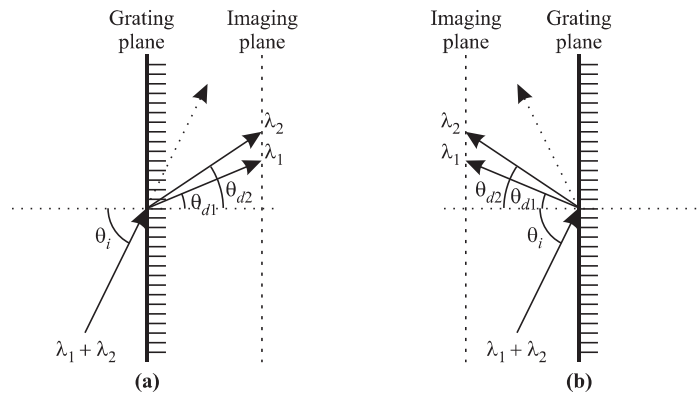 Grating
plane
Imaging
plane
λ2
λ1
θd1
θd2
θi
λ1 + λ2
(a)
Imaging
plane
Grating
plane
λ2
λ1
θd2
θd1
θi
λ1 + λ2
(b)